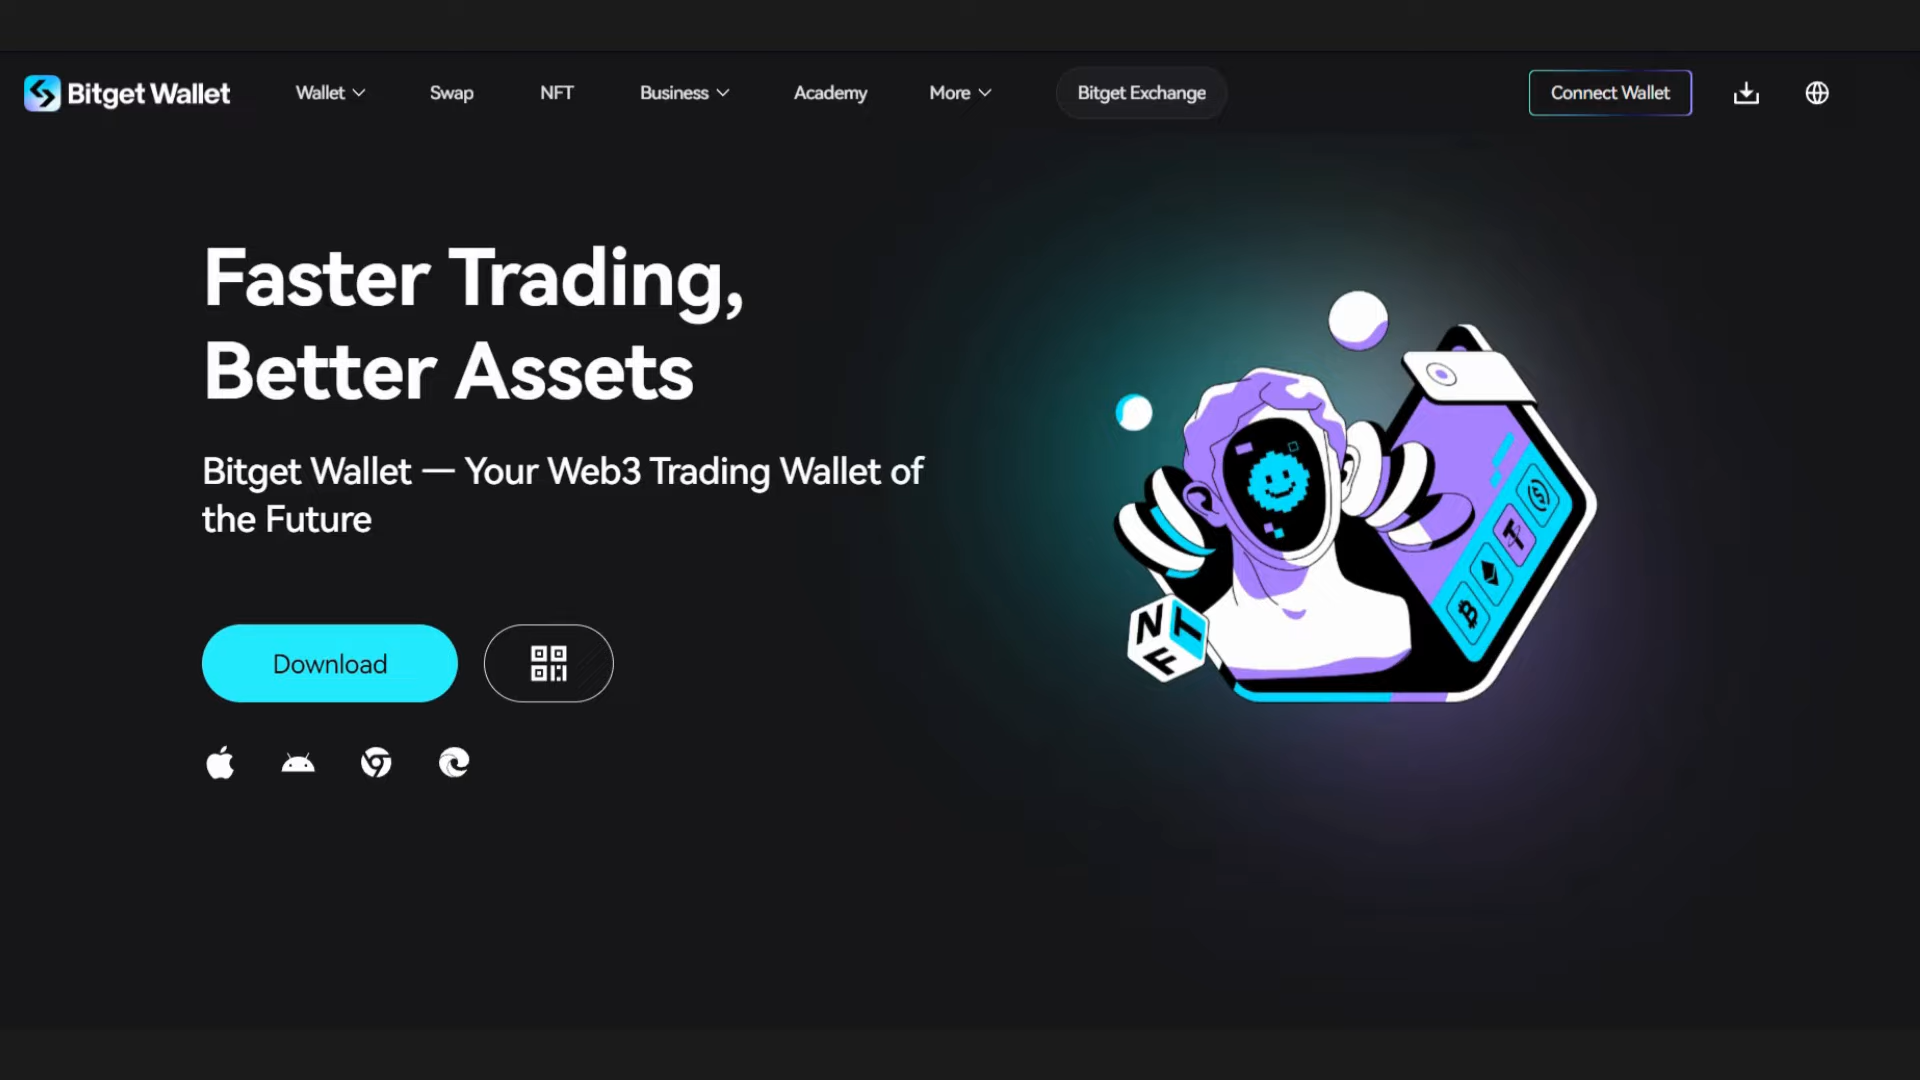 Bitget Wallet
Wallet
Swap
NFT
Business
Academy
More
Bitget Exchange
Connect Wallet
Faster Trading,
Better Assets
Bitget Wallet — Your Web3 Trading Wallet of
the Future
Download
N
T
F